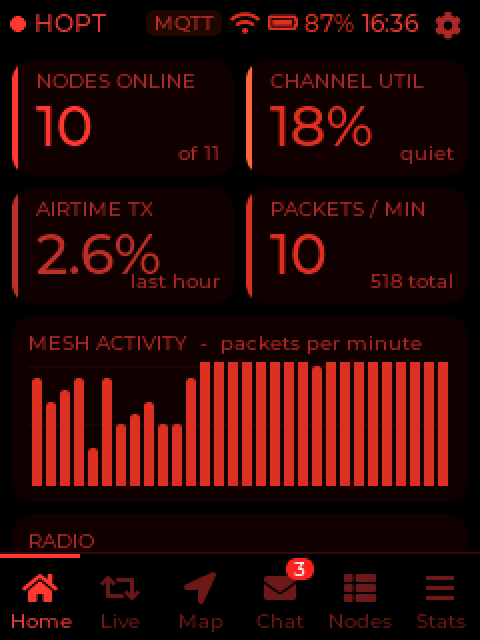 HOPT MQTT 87% 16:36
NODES ONLINE
10
of 11
CHANNEL UTIL
18%
quiet
AIRTIME TX
2.6%
last hour
PACKETS / MIN
10
518 total
MESH ACTIVITY - packets per minute
RADIO
3
Home Live Map Chat Nodes Stats